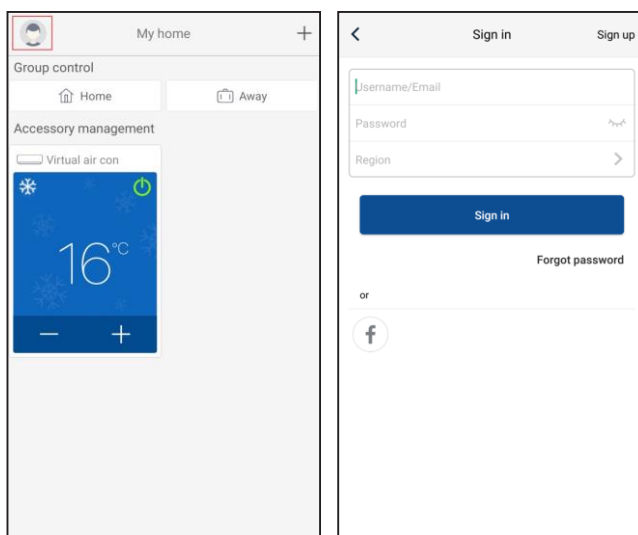 My home
+
Group control
Home
Away
Accessory management
Virtual air con
16°C
− +
Sign in
Sign up
Username/Email
Password
Region
Sign in
Forgot password
or
f